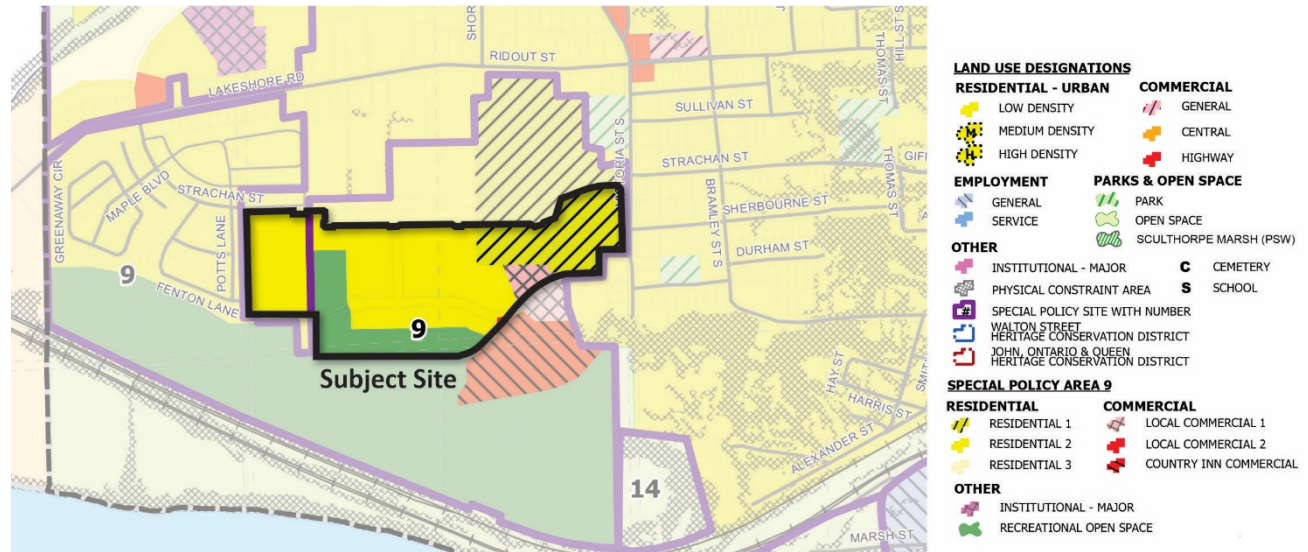 SHOR
RIDOUT ST
THOMAS ST
HILL ST S
LAKESHORE RD
SULLIVAN ST
GREENAWAY CIR
MAPLE BLVD
STRACHAN ST
STRACHAN ST
THOMAS ST
GIFF
ORIA ST S
POTTS LANE
BRAMLEY ST S
SHERBOURNE ST
DURHAM ST
9
FENTON LANE
9
Subject Site
HAY ST
SMIT
HARRIS ST
ALEXANDER ST
14
MARSH ST
LAND USE DESIGNATIONS
RESIDENTIAL - URBAN
LOW DENSITY
M MEDIUM DENSITY
H HIGH DENSITY
COMMERCIAL
GENERAL
CENTRAL
HIGHWAY
EMPLOYMENT
GENERAL
SERVICE
PARKS & OPEN SPACE
PARK
OPEN SPACE
SCULTHORPE MARSH (PSW)
OTHER
INSTITUTIONAL - MAJOR
PHYSICAL CONSTRAINT AREA
# SPECIAL POLICY SITE WITH NUMBER
WALTON STREET
HERITAGE CONSERVATION DISTRICT
JOHN, ONTARIO & QUEEN
HERITAGE CONSERVATION DISTRICT
C CEMETERY
S SCHOOL
SPECIAL POLICY AREA 9
RESIDENTIAL
RESIDENTIAL 1
RESIDENTIAL 2
RESIDENTIAL 3
COMMERCIAL
LOCAL COMMERCIAL 1
LOCAL COMMERCIAL 2
COUNTRY INN COMMERCIAL
OTHER
INSTITUTIONAL - MAJOR
RECREATIONAL OPEN SPACE